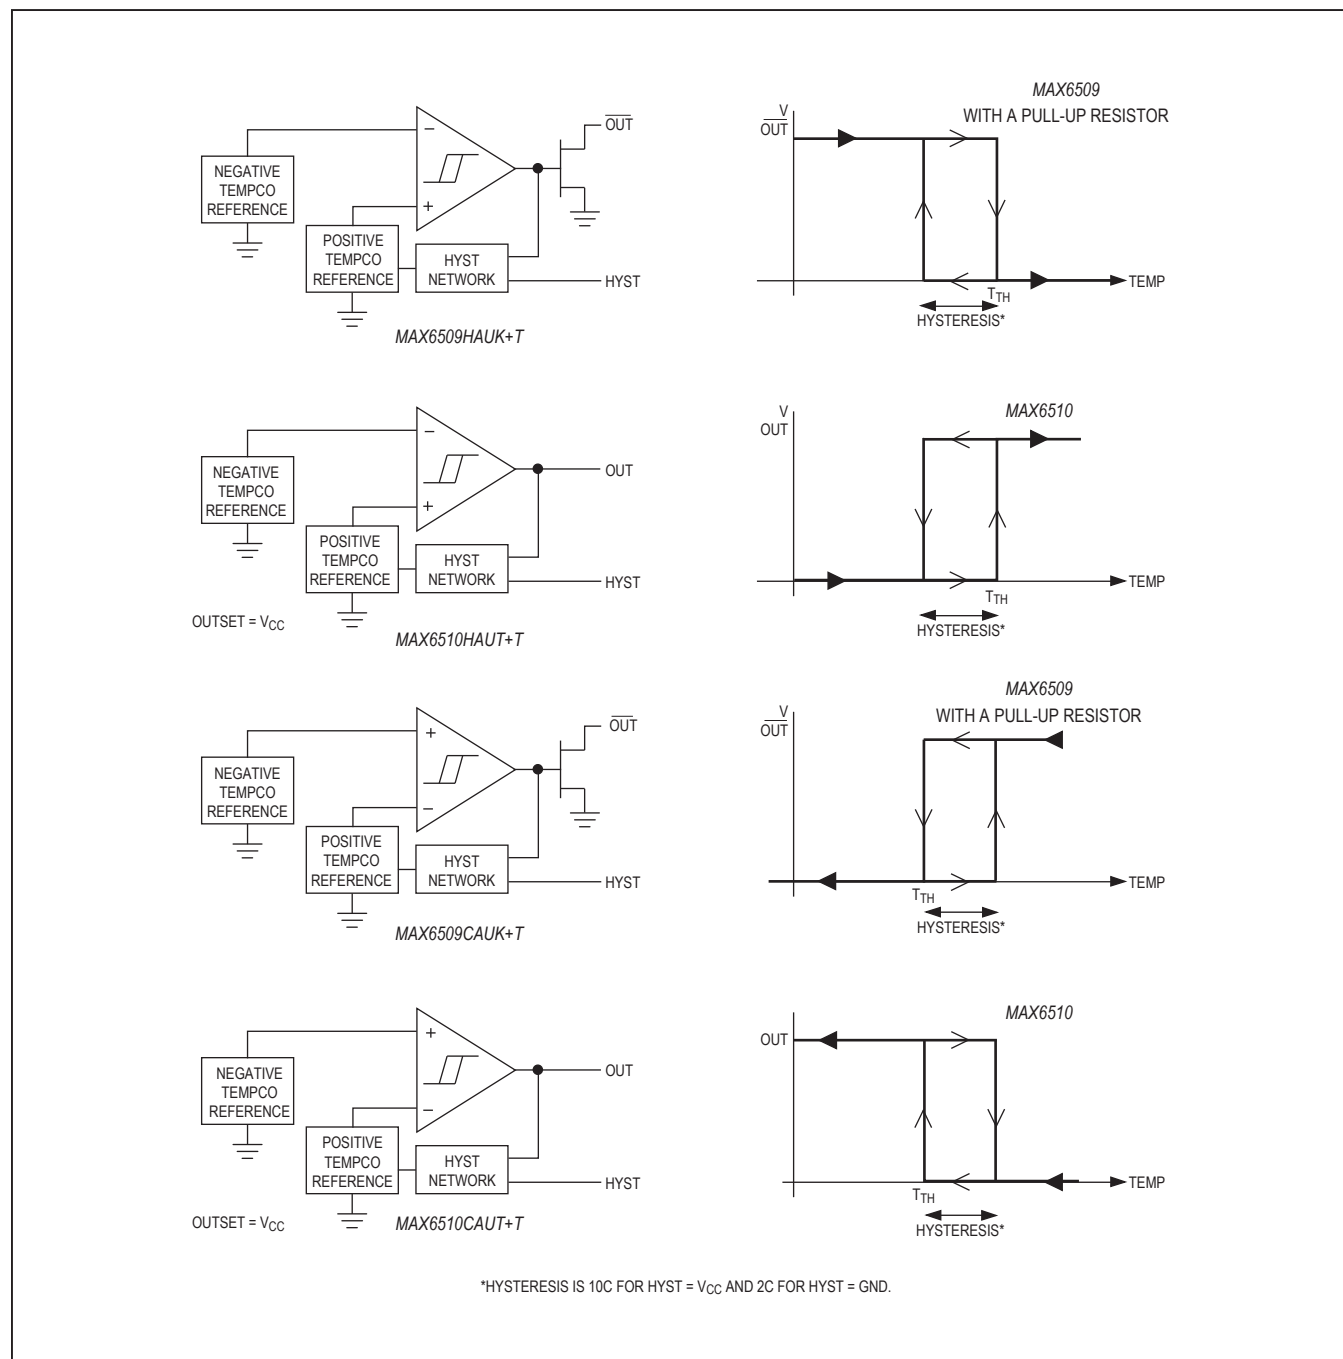 MAX6509
WITH A PULL-UP RESISTOR
V
OUT
OUT
−
NEGATIVE
TEMPCO
REFERENCE
+
POSITIVE
TEMPCO
REFERENCE
HYST
NETWORK
HYST
MAX6509HAUK+T
TEMP
TTH
HYSTERESIS*
MAX6510
V
OUT
−
OUT
NEGATIVE
TEMPCO
REFERENCE
+
POSITIVE
TEMPCO
REFERENCE
HYST
NETWORK
HYST
OUTSET = VCC
MAX6510HAUT+T
TEMP
TTH
HYSTERESIS*
MAX6509
WITH A PULL-UP RESISTOR
V
OUT
OUT
+
NEGATIVE
TEMPCO
REFERENCE
−
POSITIVE
TEMPCO
REFERENCE
HYST
NETWORK
HYST
MAX6509CAUK+T
TEMP
TTH
HYSTERESIS*
MAX6510
OUT
+
OUT
NEGATIVE
TEMPCO
REFERENCE
−
POSITIVE
TEMPCO
REFERENCE
HYST
NETWORK
HYST
OUTSET = VCC
MAX6510CAUT+T
TEMP
TTH
HYSTERESIS*
*HYSTERESIS IS 10C FOR HYST = VCC AND 2C FOR HYST = GND.